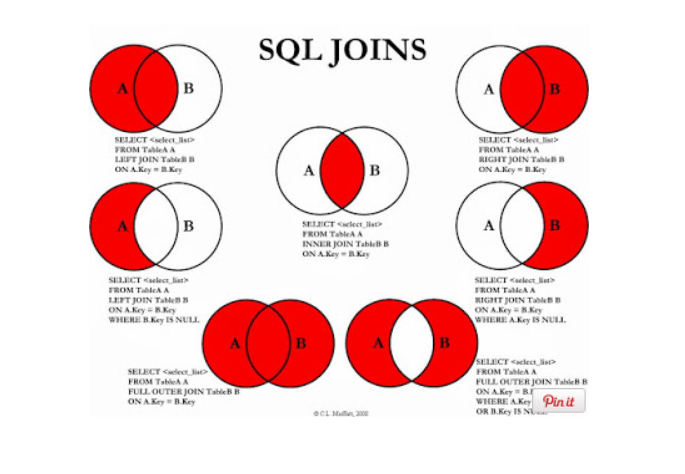 SQL JOINS
A B
SELECT <select_list>
FROM TableA A
LEFT JOIN TableB B
ON A.Key = B.Key
A B
SELECT <select_list>
FROM TableA A
RIGHT JOIN TableB B
ON A.Key = B.Key
A B
SELECT <select_list>
FROM TableA A
INNER JOIN TableB B
ON A.Key = B.Key
A B
SELECT <select_list>
FROM TableA A
LEFT JOIN TableB B
ON A.Key = B.Key
WHERE B.Key IS NULL
A B
SELECT <select_list>
FROM TableA A
RIGHT JOIN TableB B
ON A.Key = B.Key
WHERE A.Key IS NULL
A B
SELECT <select_list>
FROM TableA A
FULL OUTER JOIN TableB B
ON A.Key = B.Key
A B
SELECT <select_list>
FROM TableA A
FULL OUTER JOIN TableB B
ON A.Key =
WHERE A.Key
OR B.Key IS
Pin it
© C.L. Moffatt, 2008